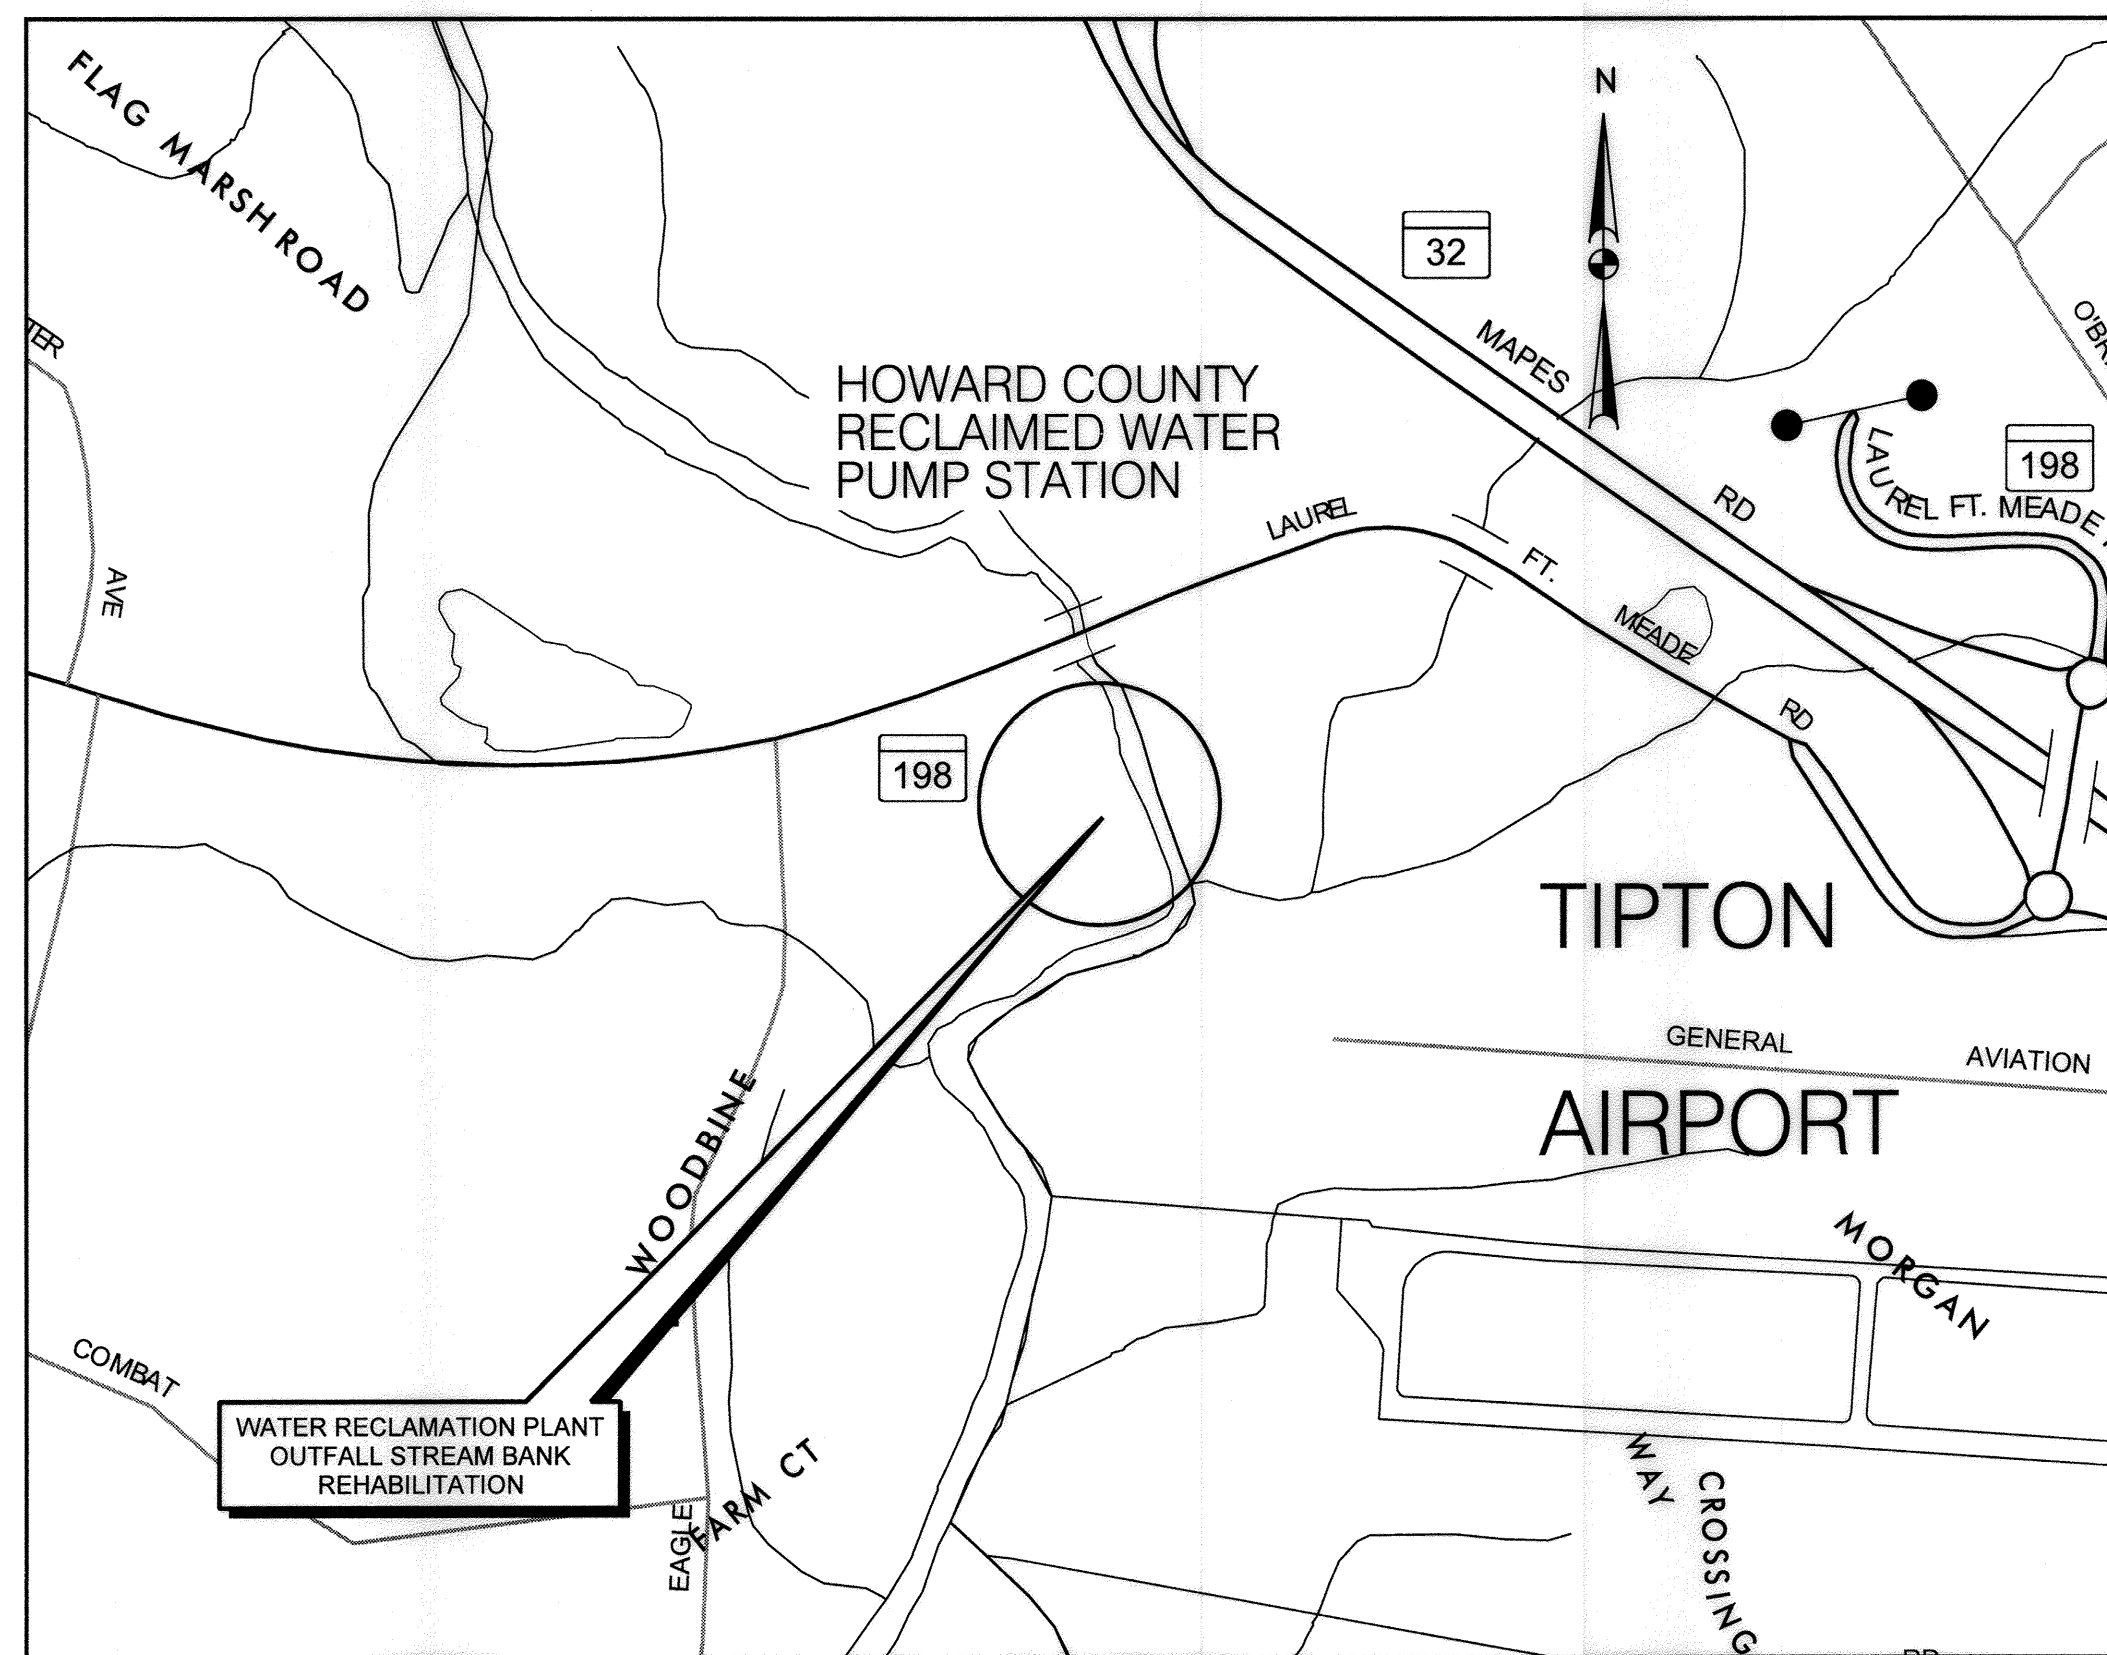 FLAG MARSH ROAD
N
32
MAPES
RD
HOWARD COUNTY
RECLAIMED WATER
PUMP STATION
LAUREL
FT.
MEADE
RD
LAUREL FT. MEADE
198
AVE
198
TIPTON
AIRPORT
GENERAL
AVIATION
WOODBINE
MORGAN
WAY
CROSSING
COMBAT
WATER RECLAMATION PLANT
OUTFALL STREAM BANK
REHABILITATION
EAGLE
FARM CT